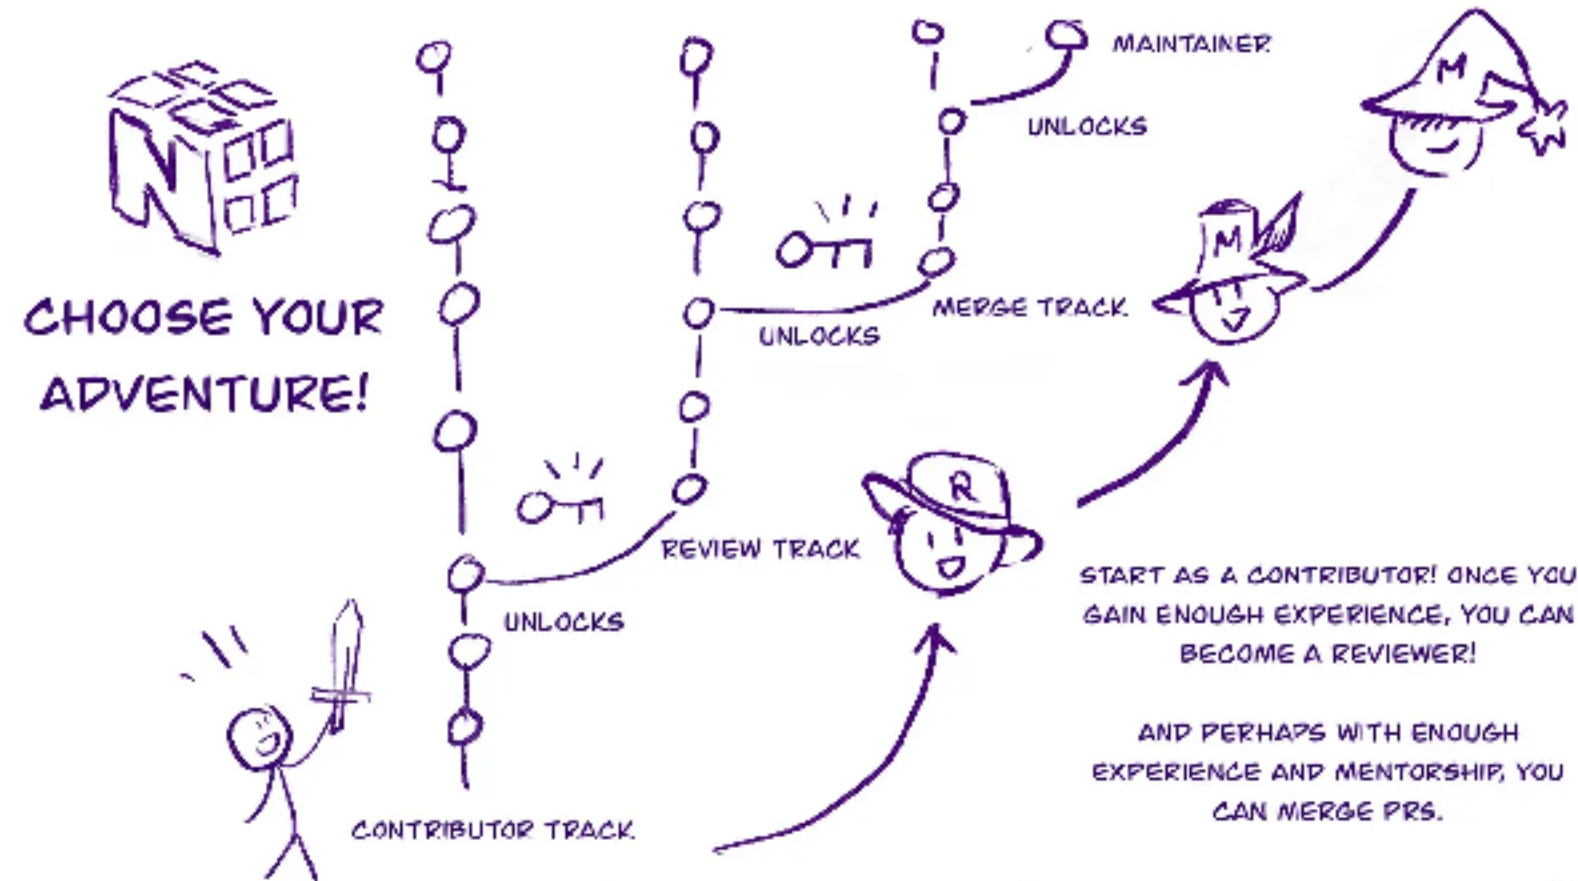 N
CHOOSE YOUR
ADVENTURE!
MAINTAINER
UNLOCKS
M
M
UNLOCKS
MERGE TRACK
R
REVIEW TRACK
UNLOCKS
CONTRIBUTOR TRACK
START AS A CONTRIBUTOR! ONCE YOU
GAIN ENOUGH EXPERIENCE, YOU CAN
BECOME A REVIEWER!
AND PERHAPS WITH ENOUGH
EXPERIENCE AND MENTORSHIP, YOU
CAN MERGE PRS.